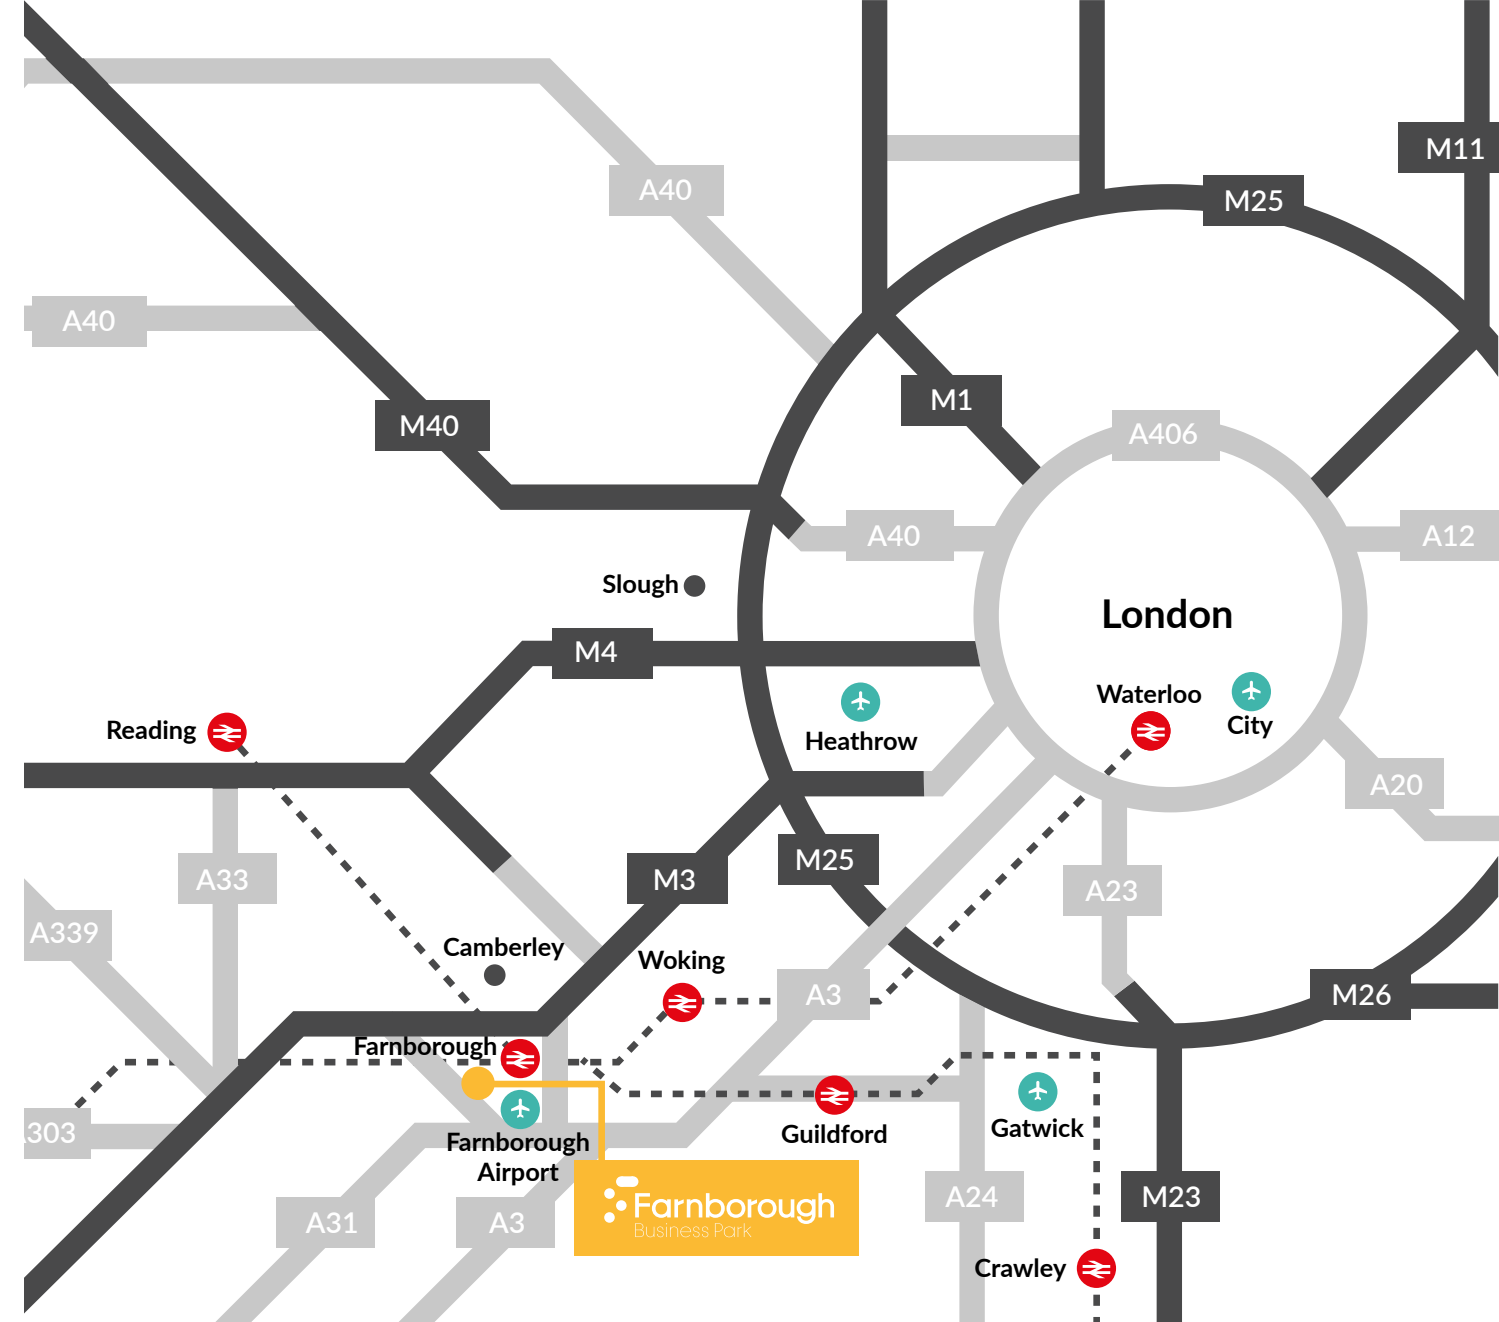 M11
A40
M25
A40
M1
M40
A406
A40
A12
Slough
London
M4
Waterloo
Reading
City
Heathrow
A20
M25
A33
M3
A23
A339
Camberley
Woking
A3
M26
Farnborough
Guildford
Gatwick
303
Farnborough
Airport
A24
M23
Farnborough
Business Park
A31
A3
Crawley